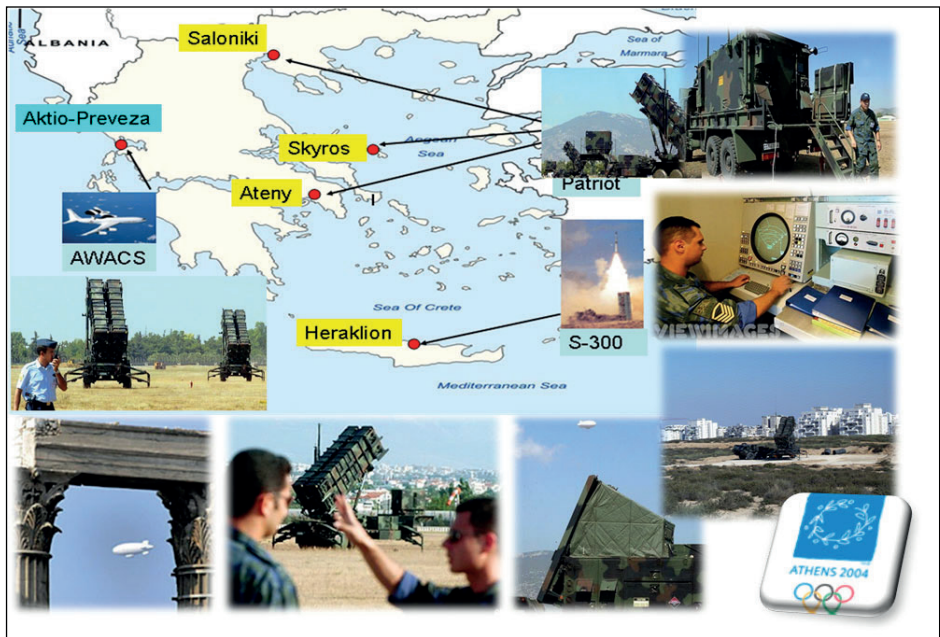 ALBANIA
Saloniki
Sea of
Marmara
Aktio-Preveza
Skyros
Aegean
Sea
Ateny
Patriot
AWACS
Sea Of Crete
Heraklion
S-300
VIEWIMAGES
Mediterranean Sea
ATHENS 2004